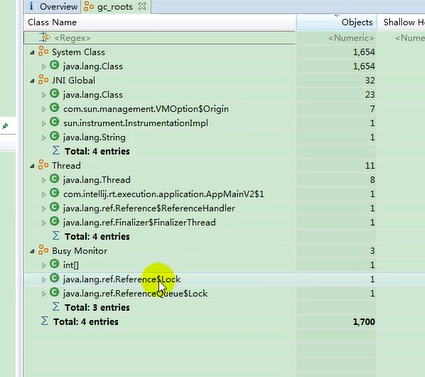 Overview gc_roots
Class Name Objects Shallow He
<Regex> <Numeric> <Nume
System Class 1,654
java.lang.Class 1,654
JNI Global 32
java.lang.Class 23
com.sun.management.VMOption$Origin 7
sun.instrument.InstrumentationImpl 1
java.lang.String 1
Total: 4 entries
Thread 11
java.lang.Thread 8
com.intellij.rt.execution.application.AppMainV2$1 1
java.lang.ref.Reference$ReferenceHandler 1
java.lang.ref.Finalizer$FinalizerThread 1
Total: 4 entries
Busy Monitor 3
int[] 1
java.lang.ref.Reference$Lock 1
java.lang.ref.ReferenceQueue$Lock 1
Total: 3 entries
Total: 4 entries 1,700